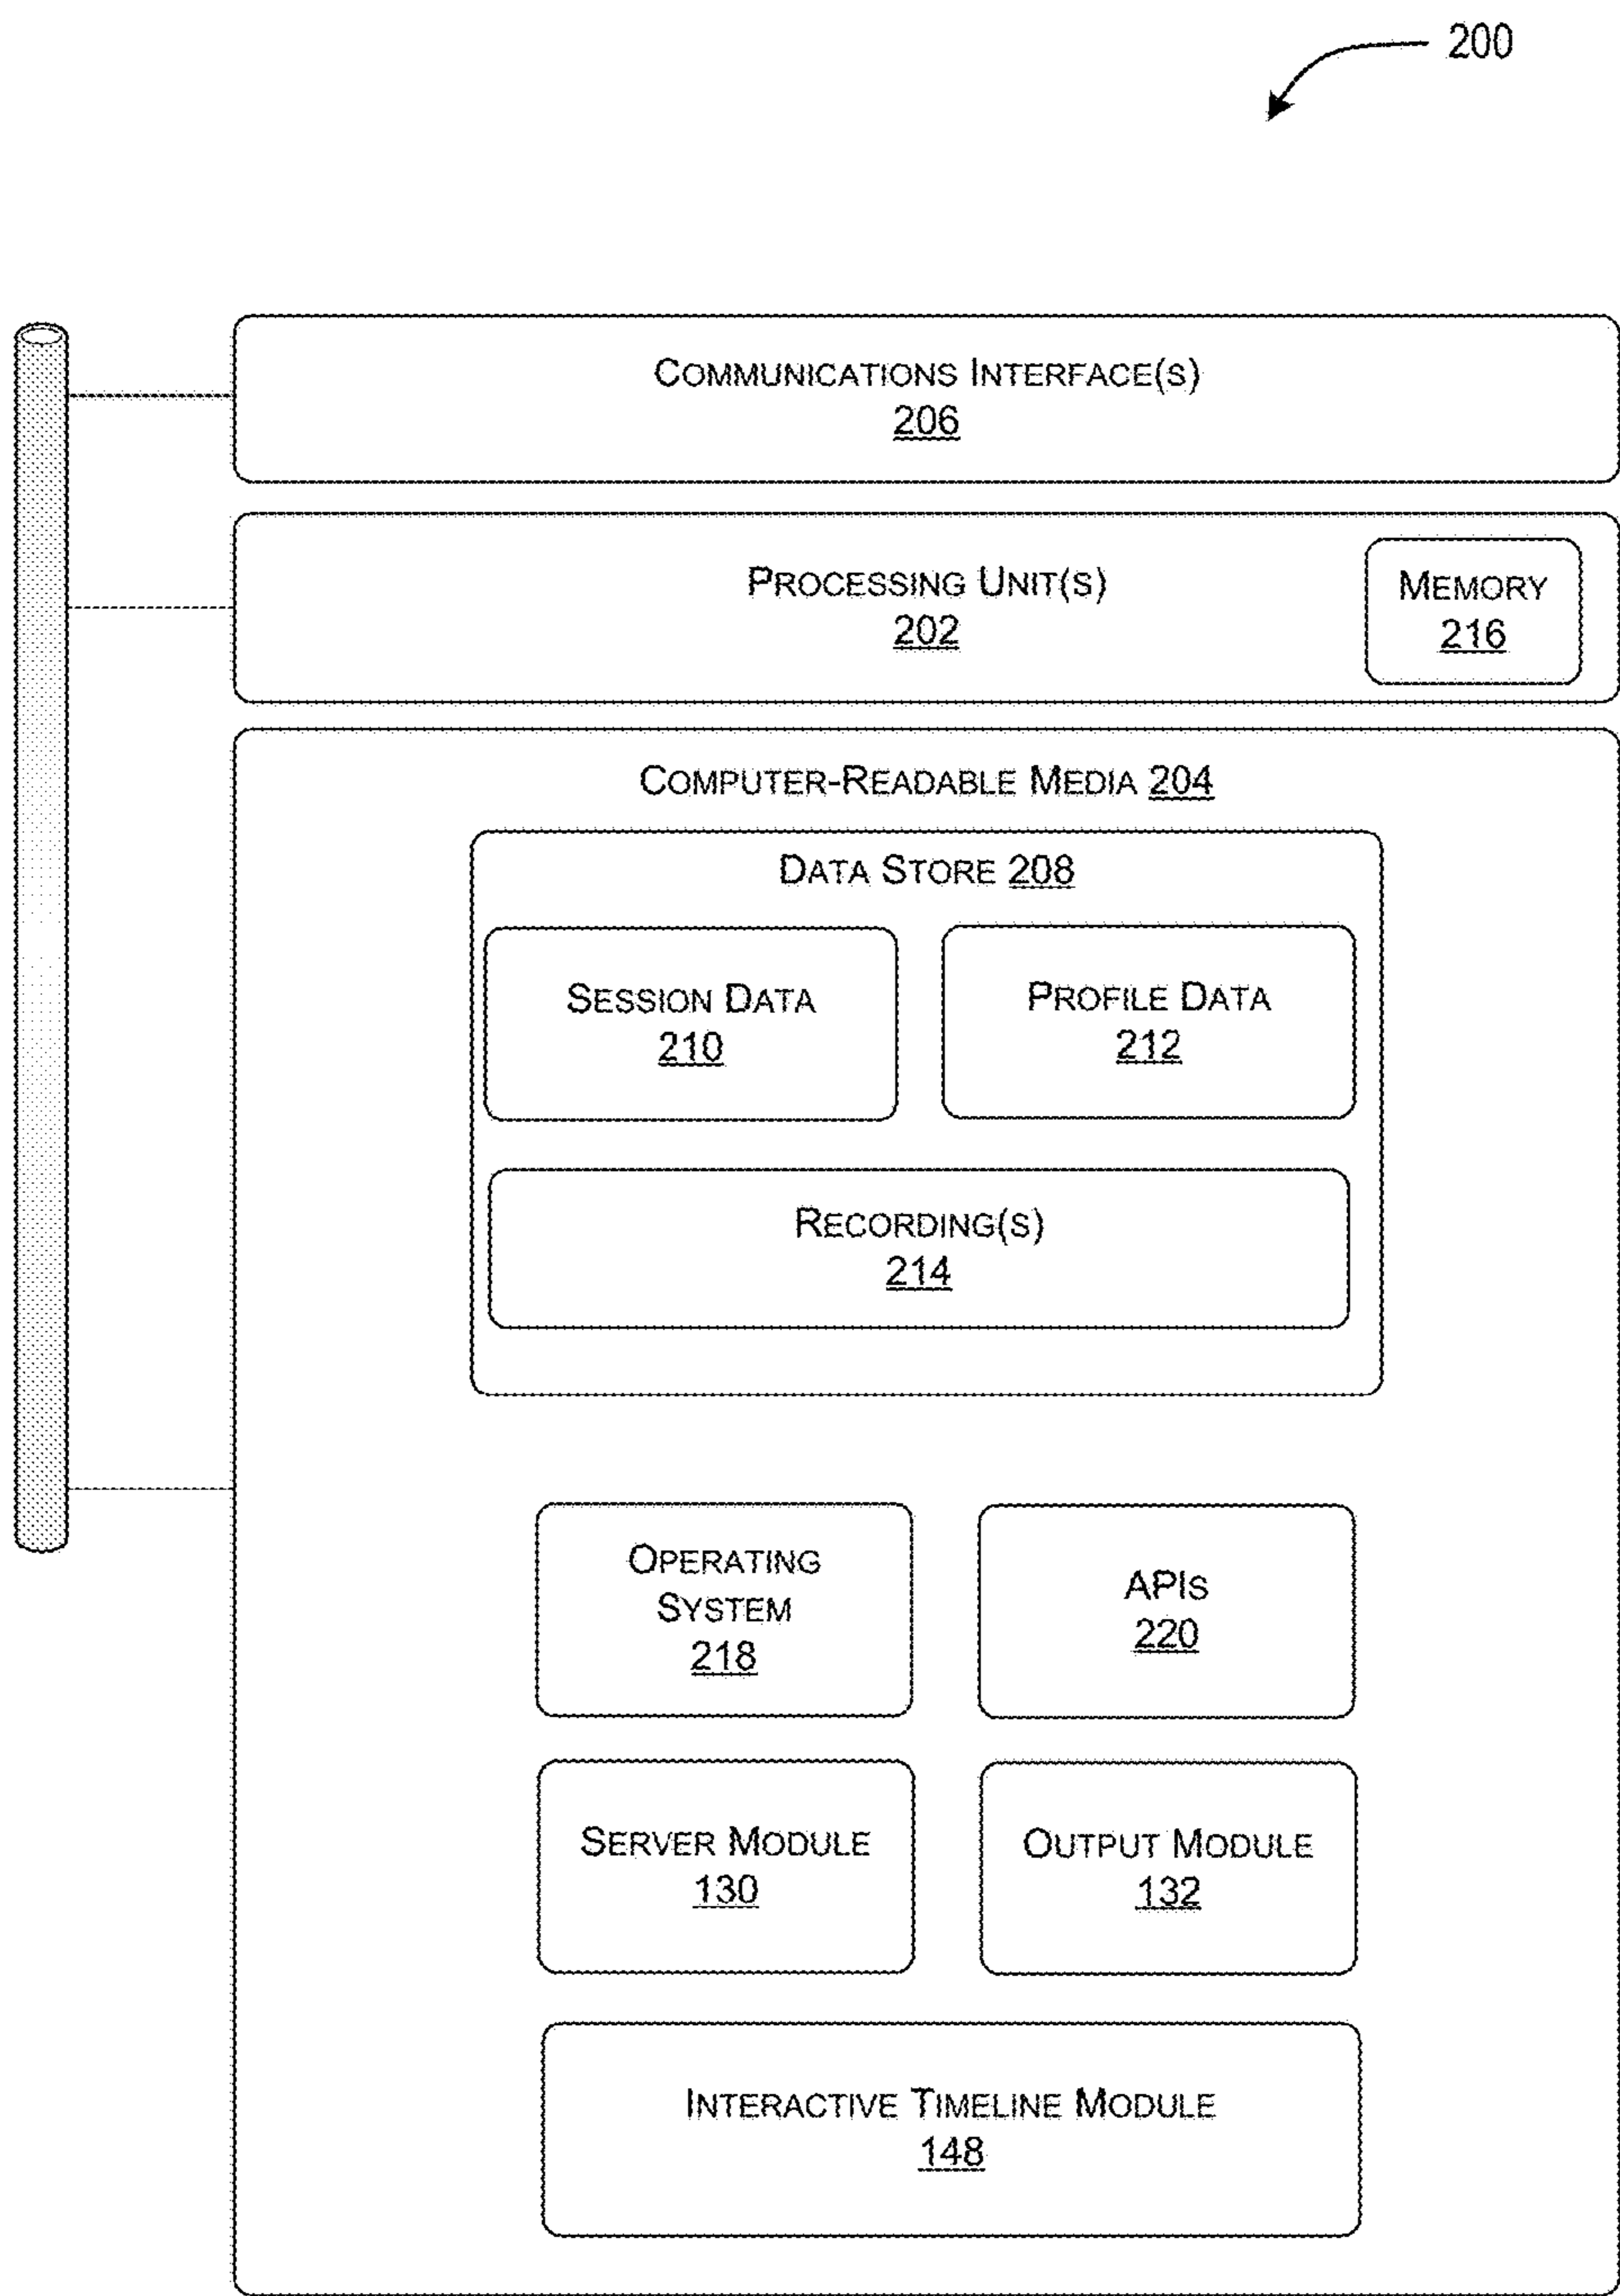 200
COMMUNICATIONS INTERFACE(S)
206
PROCESSING UNIT(S)
202
MEMORY
216
COMPUTER-READABLE MEDIA 204
DATA STORE 208
SESSION DATA
210
PROFILE DATA
212
RECORDING(S)
214
OPERATING
SYSTEM
218
APIS
220
SERVER MODULE
130
OUTPUT MODULE
132
INTERACTIVE TIMELINE MODULE
148